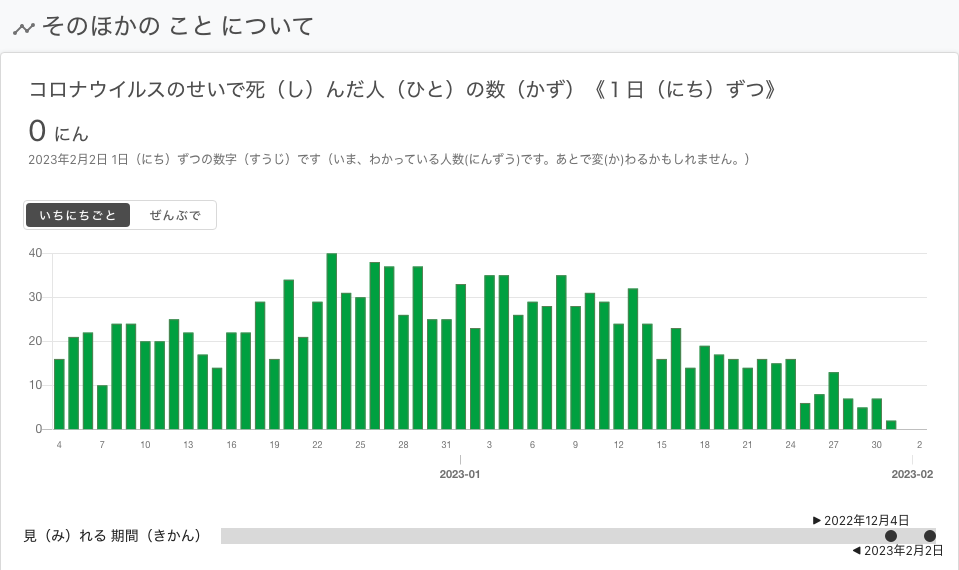 そのほかの こと について
コロナウイルスのせいで死（し）んだ人（ひと）の数（かず）《１日（にち）ずつ》
0 にん
2023年2月2日 1日（にち）ずつの数字（すうじ）です（いま、わかっている人数(にんずう)です。あとで変(か)わるかもしれません。）
いちにちごと ぜんぶで
40
30
20
10
0
4 7 10 13 16 19 22 25 28 31 3 6 9 12 15 18 21 24 27 30 2
2023-01 2023-02
▶ 2022年12月4日
見（み）れる 期間（きかん）
◀ 2023年2月2日